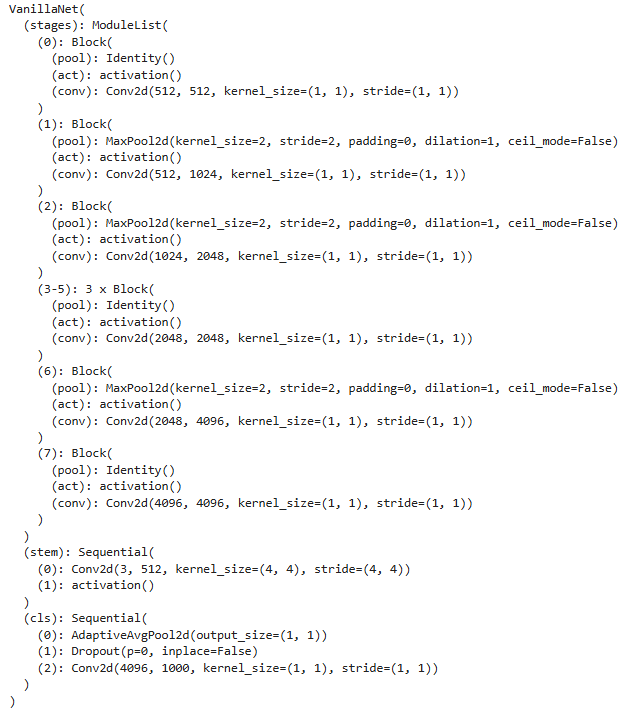 VanillaNet(
  (stages): ModuleList(
    (0): Block(
      (pool): Identity()
      (act): activation()
      (conv): Conv2d(512, 512, kernel_size=(1, 1), stride=(1, 1))
    )
    (1): Block(
      (pool): MaxPool2d(kernel_size=2, stride=2, padding=0, dilation=1, ceil_mode=False)
      (act): activation()
      (conv): Conv2d(512, 1024, kernel_size=(1, 1), stride=(1, 1))
    )
    (2): Block(
      (pool): MaxPool2d(kernel_size=2, stride=2, padding=0, dilation=1, ceil_mode=False)
      (act): activation()
      (conv): Conv2d(1024, 2048, kernel_size=(1, 1), stride=(1, 1))
    )
    (3-5): 3 x Block(
      (pool): Identity()
      (act): activation()
      (conv): Conv2d(2048, 2048, kernel_size=(1, 1), stride=(1, 1))
    )
    (6): Block(
      (pool): MaxPool2d(kernel_size=2, stride=2, padding=0, dilation=1, ceil_mode=False)
      (act): activation()
      (conv): Conv2d(2048, 4096, kernel_size=(1, 1), stride=(1, 1))
    )
    (7): Block(
      (pool): Identity()
      (act): activation()
      (conv): Conv2d(4096, 4096, kernel_size=(1, 1), stride=(1, 1))
    )
  )
  (stem): Sequential(
    (0): Conv2d(3, 512, kernel_size=(4, 4), stride=(4, 4))
    (1): activation()
  )
  (cls): Sequential(
    (0): AdaptiveAvgPool2d(output_size=(1, 1))
    (1): Dropout(p=0, inplace=False)
    (2): Conv2d(4096, 1000, kernel_size=(1, 1), stride=(1, 1))
  )
)